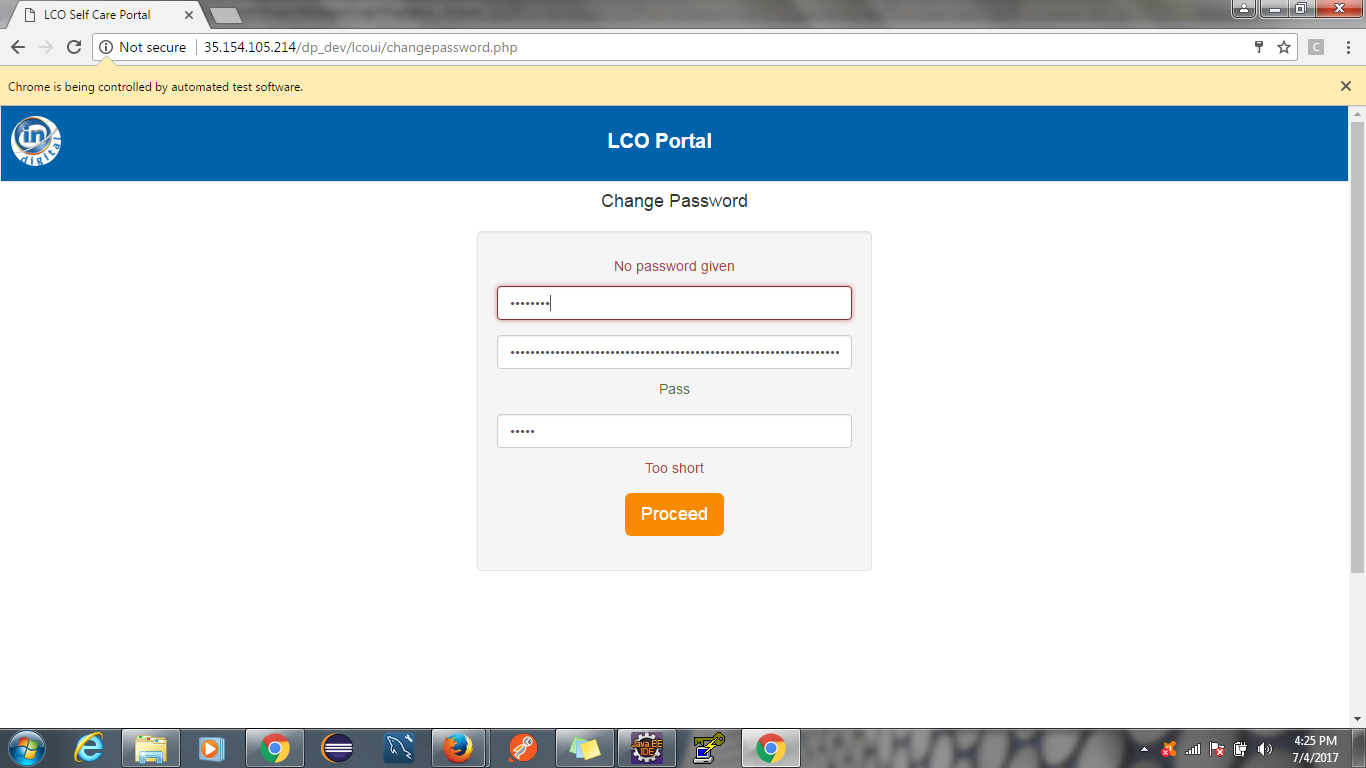 LCO Self Care Portal
Not secure
35.154.105.214/dp_dev/lcoui/changepassword.php
C
Chrome is being controlled by automated test software.
in
digital
LCO Portal
Change Password
No password given
••••••••
Pass
•••••
Too short
Proceed
Java EE
IDE
4:25 PM
7/4/2017